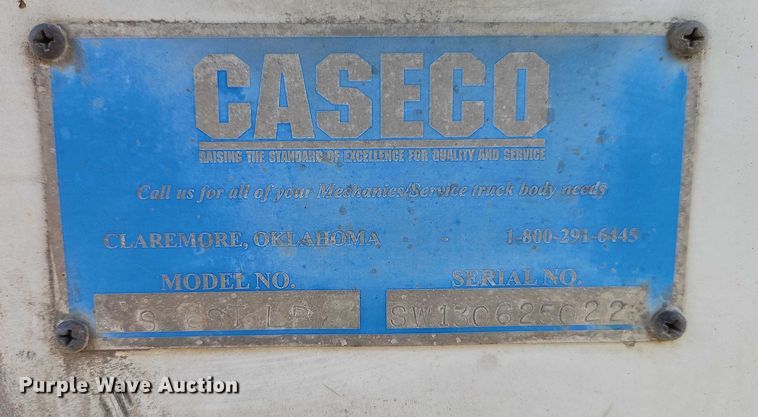 CASECO
RAISING THE STANDARD OF EXCELLENCE FOR QUALITY AND SERVICE
Call us for all of your Mechanics/Service truck body needs
CLAREMORE, OKLAHOMA - 1-800-291-6445
MODEL NO. SERIAL NO.
S SW130625022
Purple Wave Auction